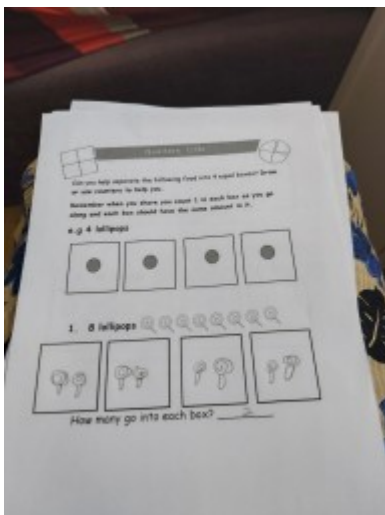 Can you help separate the following food into 4 equal boxes? Draw
or use counters to help you.
Remember when you share you count 1 in each box as you go
along and each box should have the same amount in it.
e.g 4 lollipops
1. 8 lollipops
How many go into each box? 2